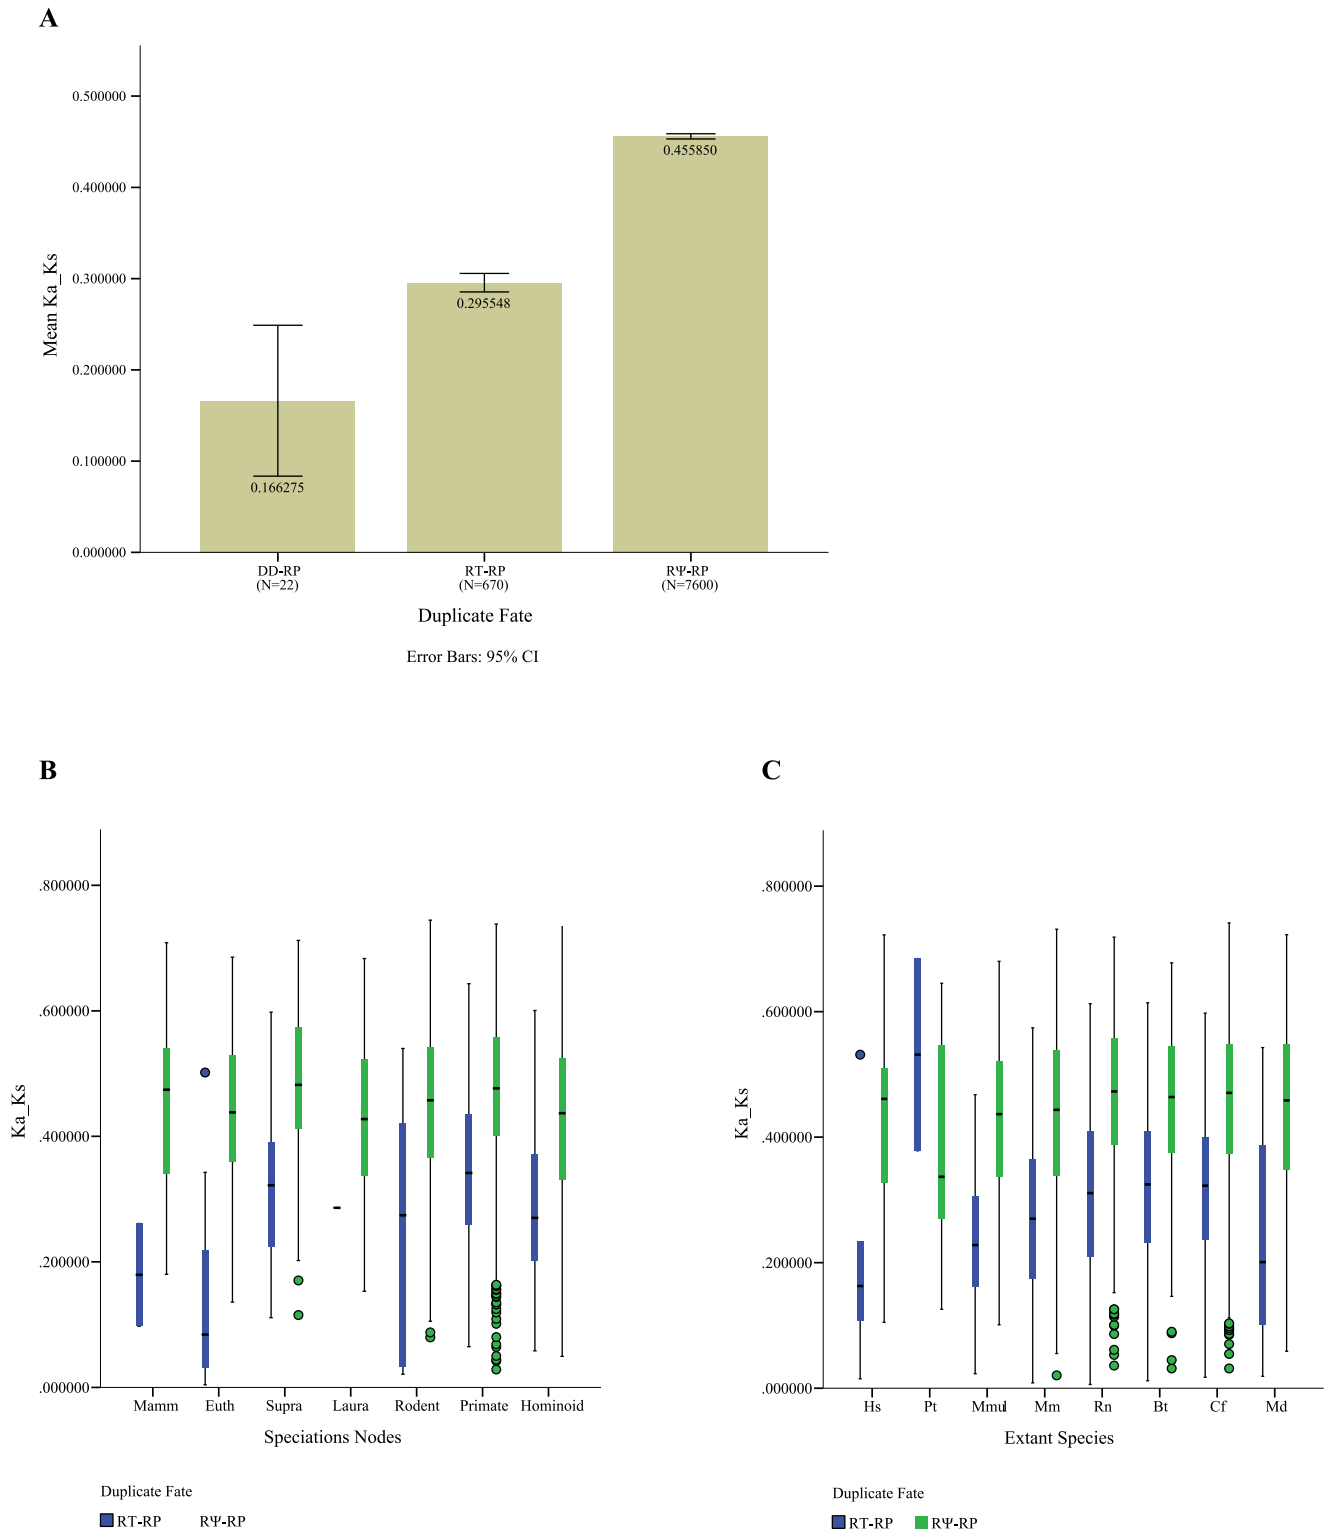 A
0.500000
0.400000
0.300000
0.200000
0.100000
0.000000
Mean Ka_Ks
0.166275
0.295548
0.455850
DD-RP RT-RP RΨ-RP
(N=22) (N=670) (N=7600)
Duplicate Fate
Error Bars: 95% CI
B
.800000
.600000
.400000
.200000
.000000
Ka_Ks
Mamm Euth Supra Laura Rodent Primate Hominoid
Speciations Nodes
Duplicate Fate
RT-RP RΨ-RP
C
.800000
.600000
.400000
.200000
.000000
Ka_Ks
Hs Pt Mmul Mm Rn Bt Cf Md
Extant Species
Duplicate Fate
RT-RP RΨ-RP